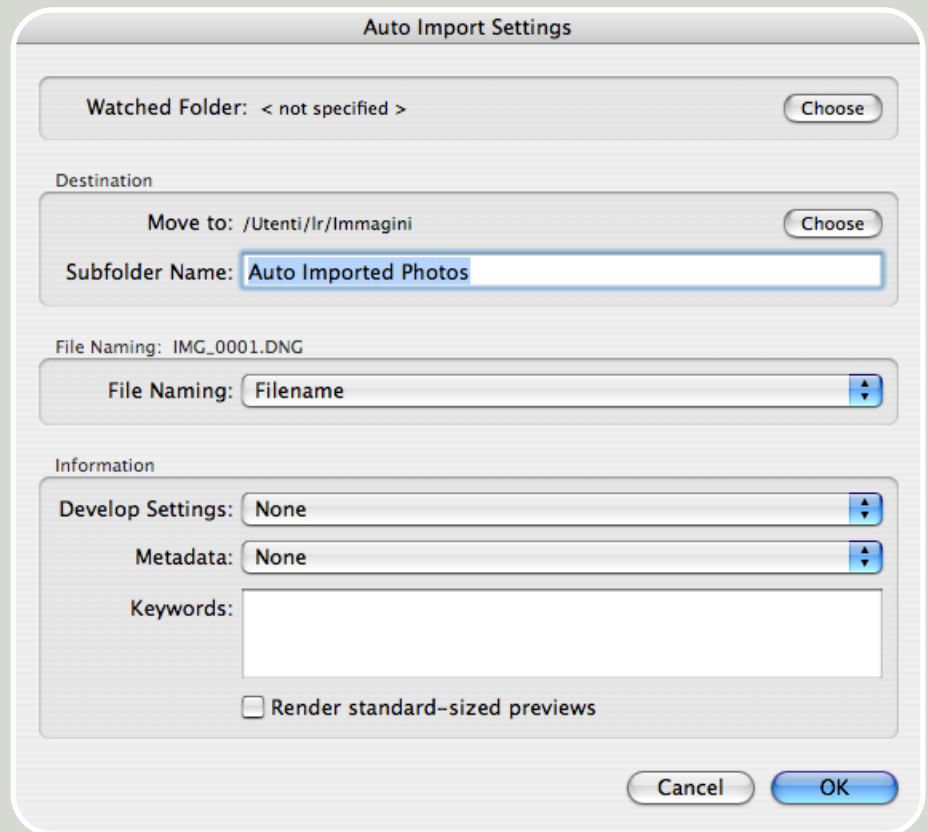 Auto Import Settings
Watched Folder: < not specified > Choose
Destination
Move to: /Utenti/lr/Immagini Choose
Subfolder Name: Auto Imported Photos
File Naming: IMG_0001.DNG
File Naming: Filename
Information
Develop Settings: None
Metadata: None
Keywords:
Render standard-sized previews
Cancel OK